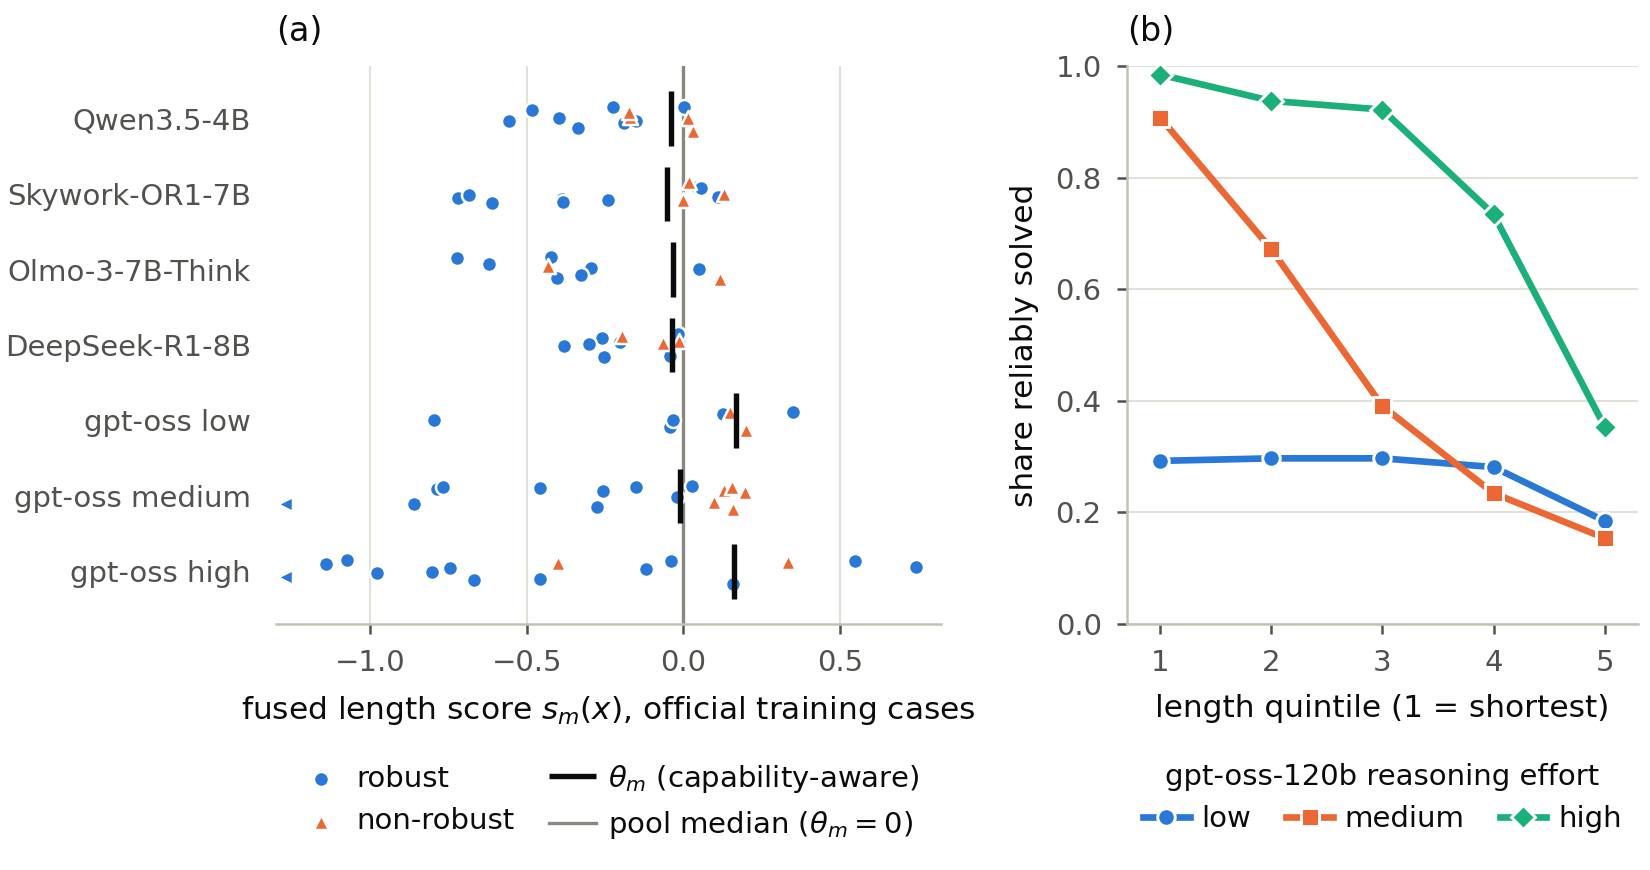 (a)
Qwen3.5-4B
Skywork-OR1-7B
Olmo-3-7B-Think
DeepSeek-R1-8B
gpt-oss low
gpt-oss medium
gpt-oss high
−1.0 −0.5 0.0 0.5
fused length score sₘ(x), official training cases
robust
non-robust
θₘ (capability-aware)
pool median (θₘ = 0)
(b)
share reliably solved
1.0
0.8
0.6
0.4
0.2
0.0
1 2 3 4 5
length quintile (1 = shortest)
gpt-oss-120b reasoning effort
low medium high